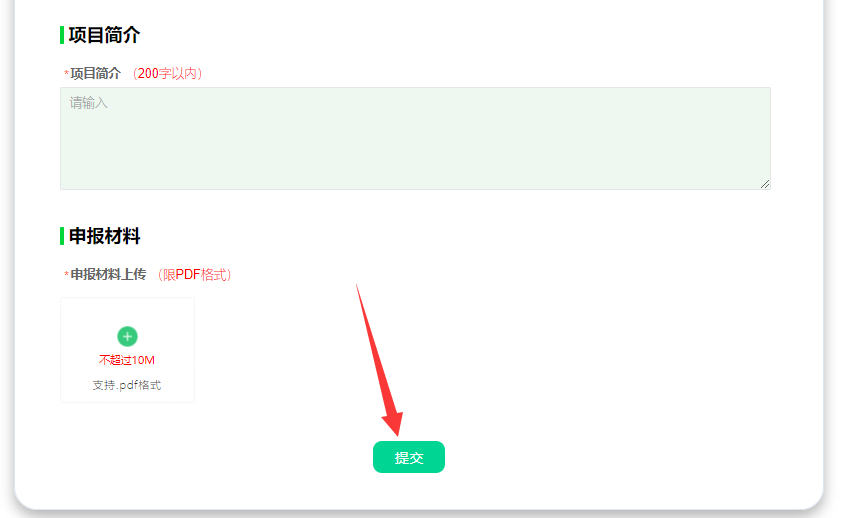 项目简介
*项目简介 （200字以内）
请输入
申报材料
*申报材料上传 （限PDF格式）
不超过10M
支持.pdf格式
提交